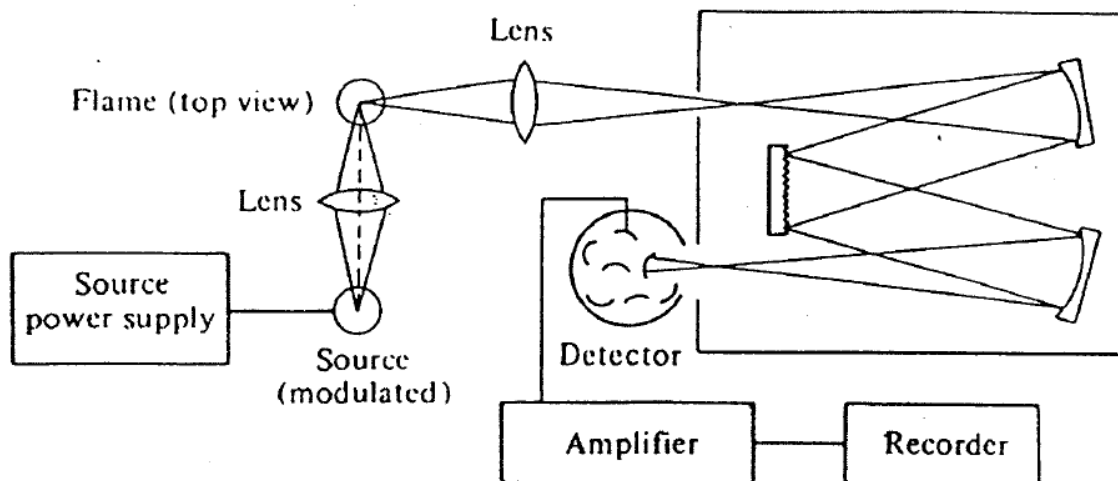 Lens
Flame (top view)
Lens
Source
power supply
Source
(modulated)
Detector
Amplifier
Recorder